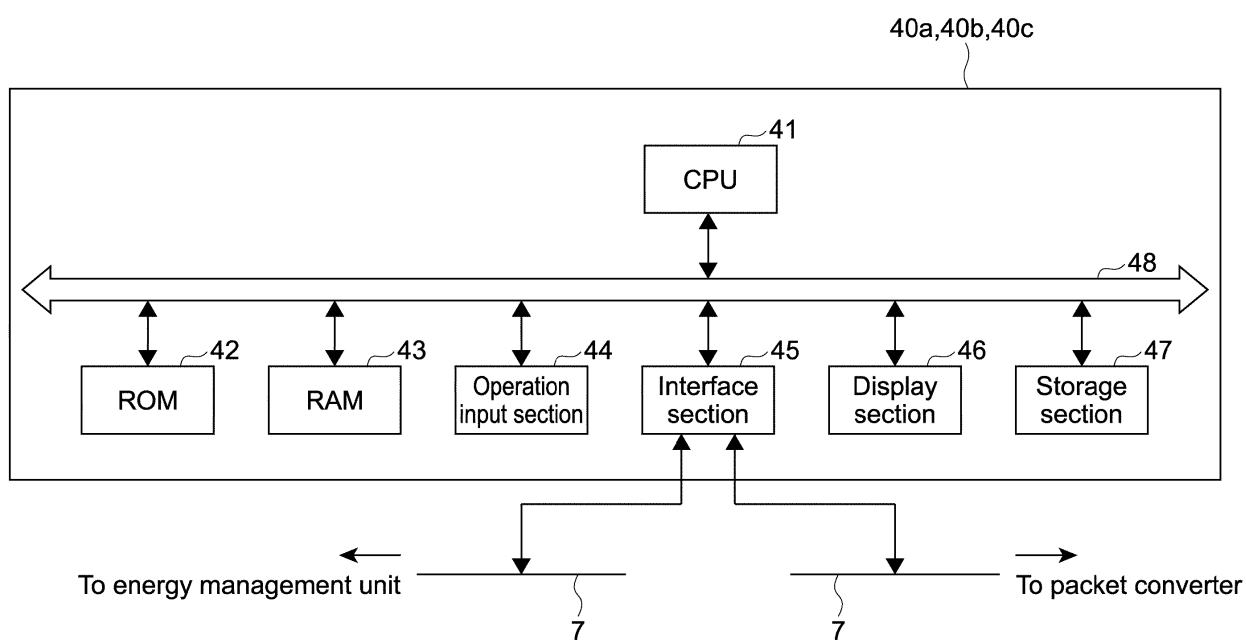 40a,40b,40c
41
CPU
48
42
43
44
45
46
47
ROM
RAM
Operation
input section
Interface
section
Display
section
Storage
section
To energy management unit
To packet converter
7
7